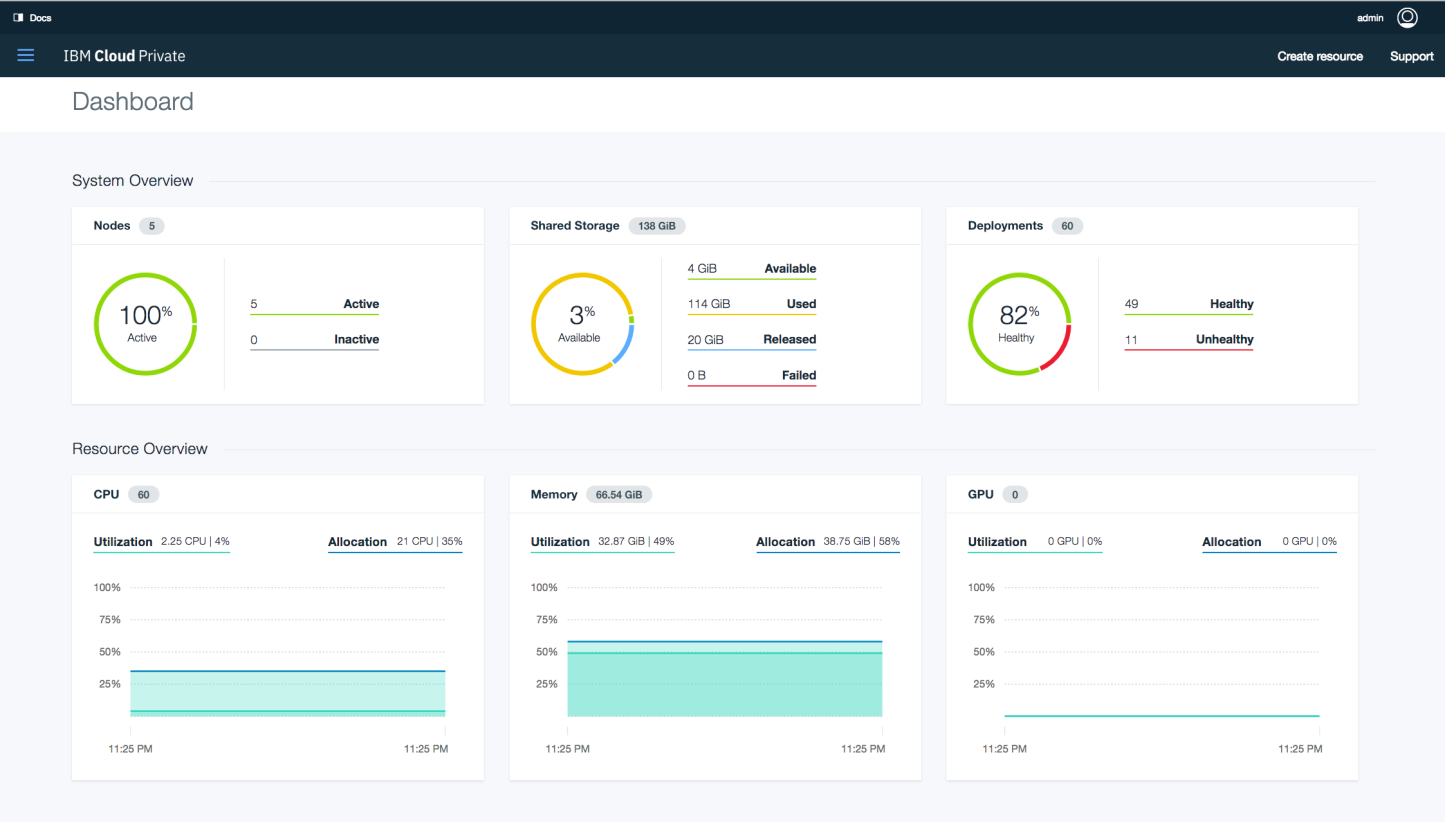 Docs
admin
IBM Cloud Private
Create resource
Support
Dashboard
System Overview
Nodes 5
100%
Active
5 Active
0 Inactive
Shared Storage 138 GiB
3%
Available
4 GiB Available
114 GiB Used
20 GiB Released
0 B Failed
Deployments 60
82%
Healthy
49 Healthy
11 Unhealthy
Resource Overview
CPU 60
Utilization 2.25 CPU | 4%
Allocation 21 CPU | 35%
100%
75%
50%
25%
11:25 PM
11:25 PM
Memory 66.54 GiB
Utilization 32.87 GiB | 49%
Allocation 38.75 GiB | 58%
100%
75%
50%
25%
11:25 PM
11:25 PM
GPU 0
Utilization 0 GPU | 0%
Allocation 0 GPU | 0%
100%
75%
50%
25%
11:25 PM
11:25 PM